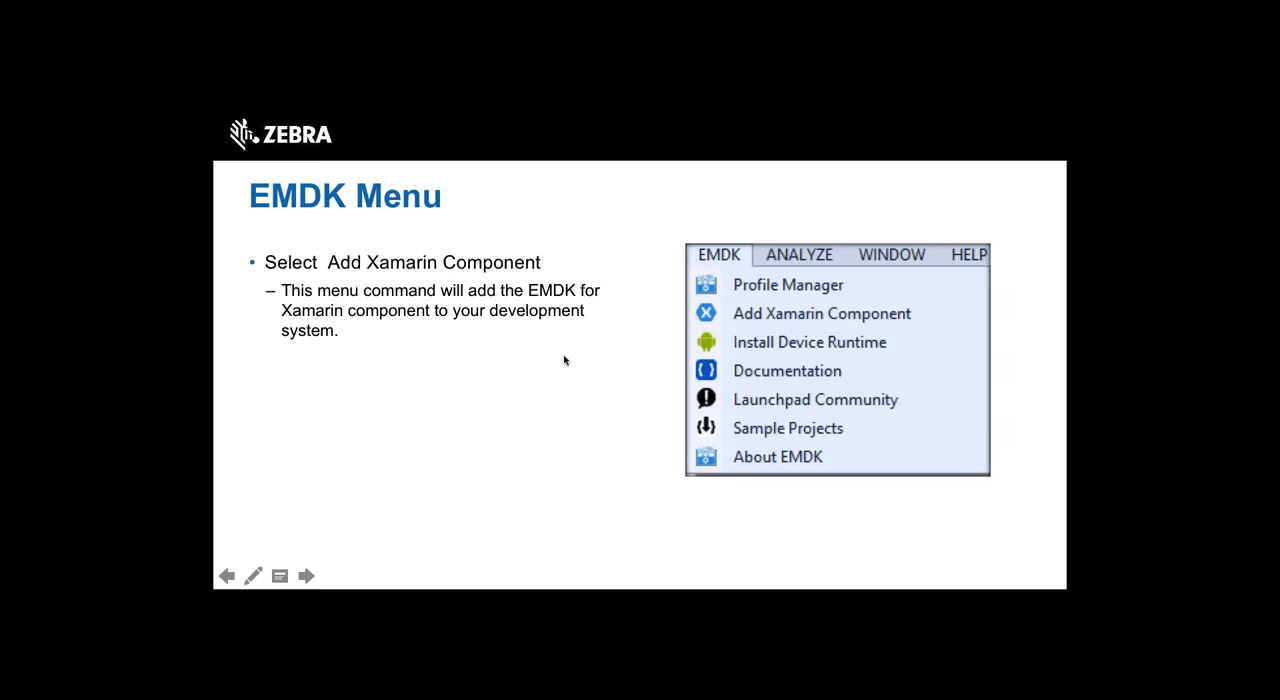 ZEBRA
EMDK Menu
• Select  Add Xamarin Component
– This menu command will add the EMDK for
Xamarin component to your development
system.
EMDK ANALYZE WINDOW HELP
Profile Manager
Add Xamarin Component
Install Device Runtime
Documentation
Launchpad Community
Sample Projects
About EMDK